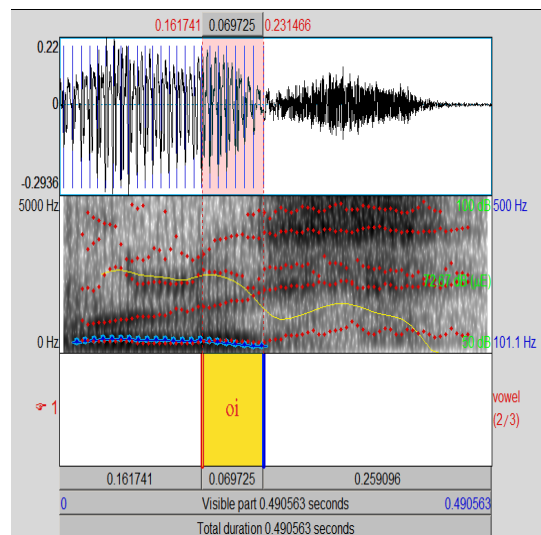 0.161741 0.069725 0.231466
0.22
0
-0.2936
5000 Hz 500 Hz
0 Hz 101.1 Hz
1 oi vowel
(2/3)
0.161741 0.069725 0.259096
0 Visible part 0.490563 seconds 0.490563
Total duration 0.490563 seconds